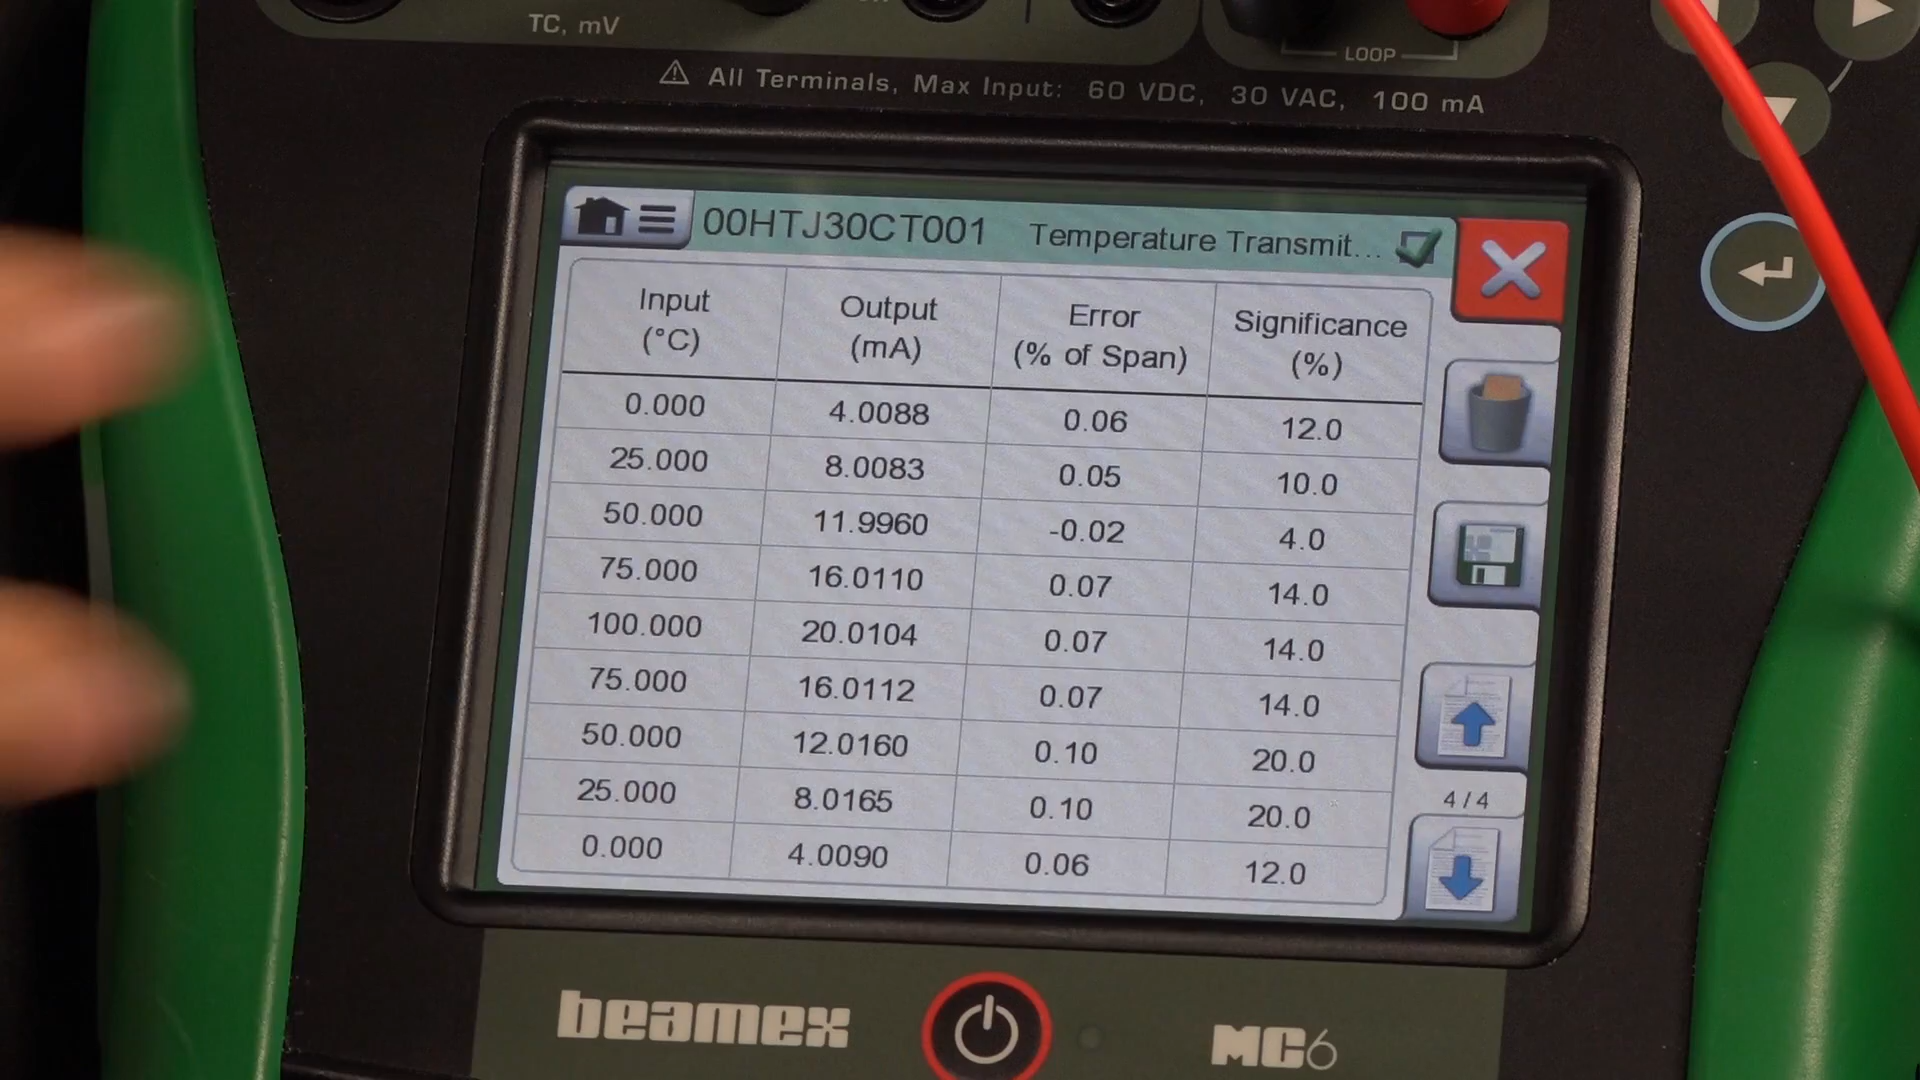 TC, mV
LOOP
All Terminals, Max Input: 60 VDC, 30 VAC, 100 mA
00HTJ30CT001 Temperature Transmit...
Input (°C) Output (mA) Error (% of Span) Significance (%)
0.000 4.0088 0.06 12.0
25.000 8.0083 0.05 10.0
50.000 11.9960 -0.02 4.0
75.000 16.0110 0.07 14.0
100.000 20.0104 0.07 14.0
75.000 16.0112 0.07 14.0
50.000 12.0160 0.10 20.0
25.000 8.0165 0.10 20.0
0.000 4.0090 0.06 12.0
4/4
beamex
MC6